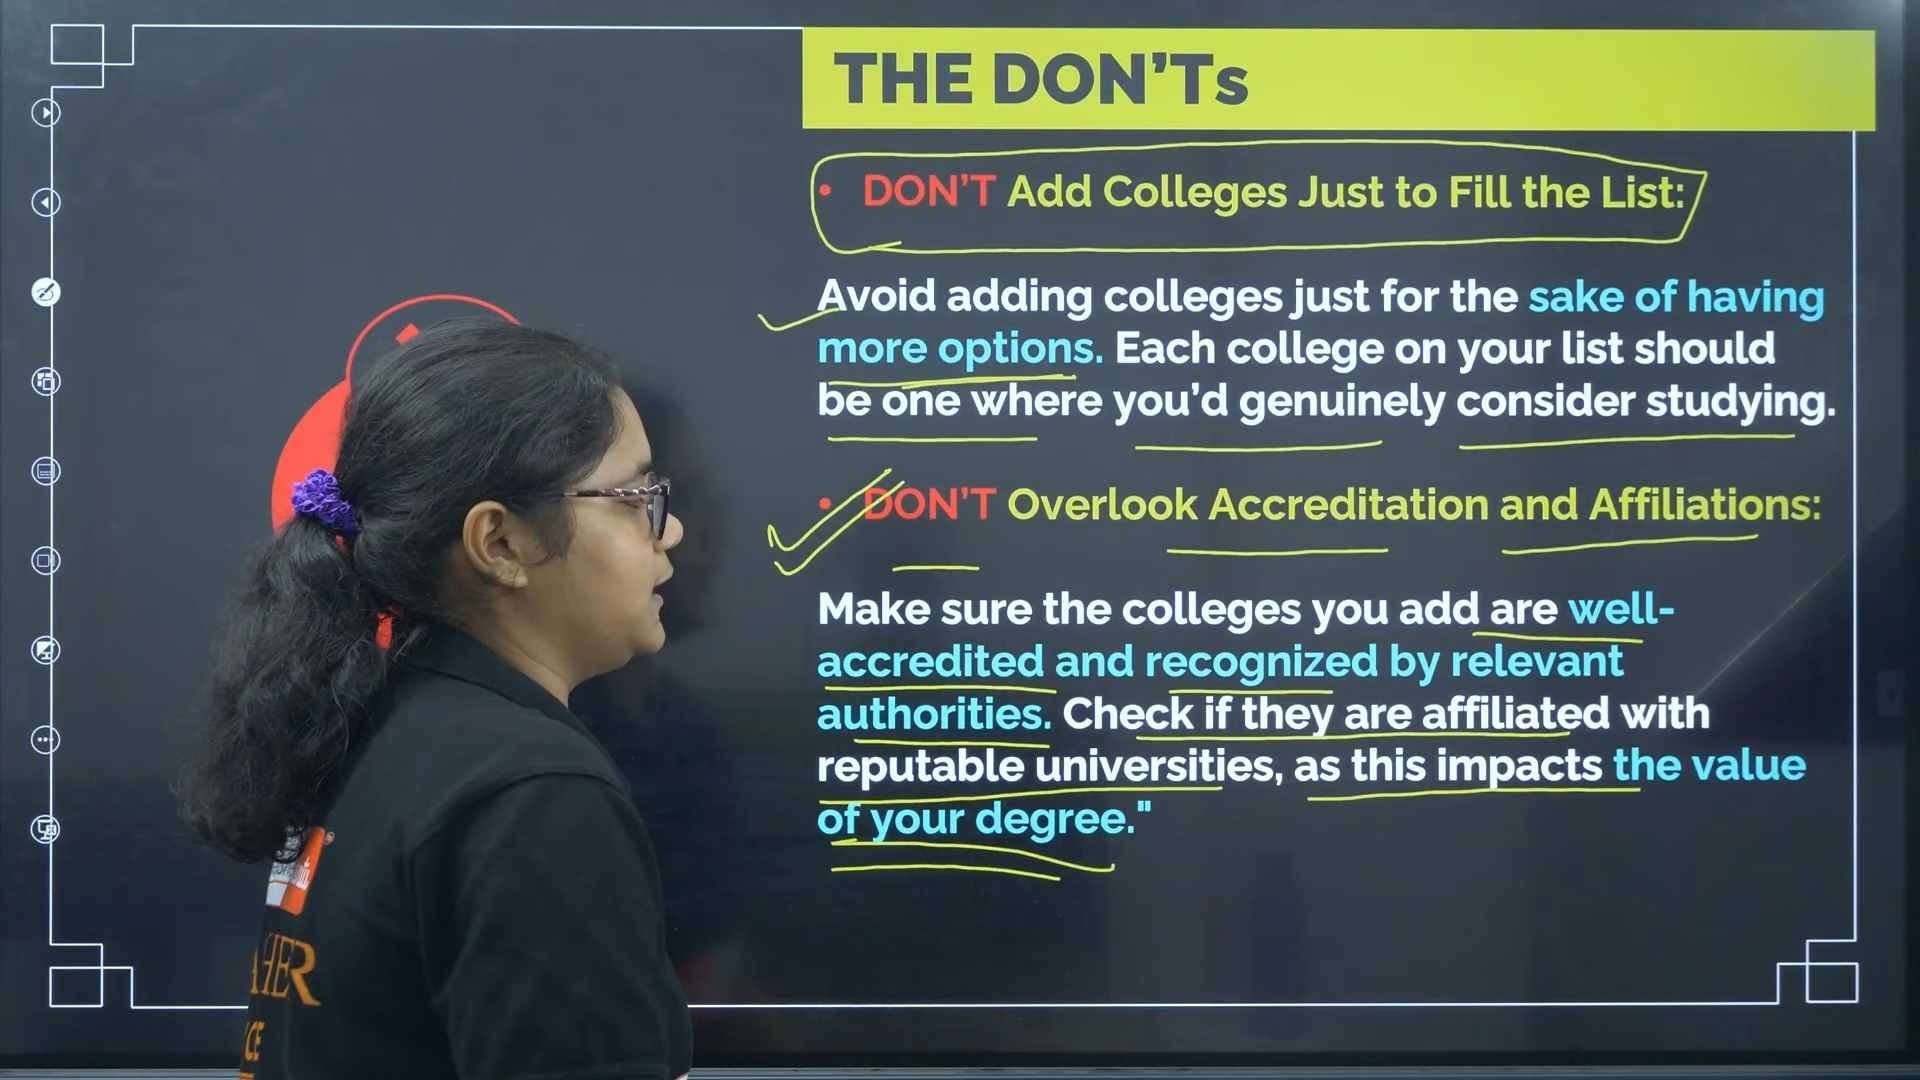 THE DON'Ts
• DON'T Add Colleges Just to Fill the List:
Avoid adding colleges just for the sake of having
more options. Each college on your list should
be one where you'd genuinely consider studying.
• DON'T Overlook Accreditation and Affiliations:
Make sure the colleges you add are well-
accredited and recognized by relevant
authorities. Check if they are affiliated with
reputable universities, as this impacts the value
of your degree."
HER
CE